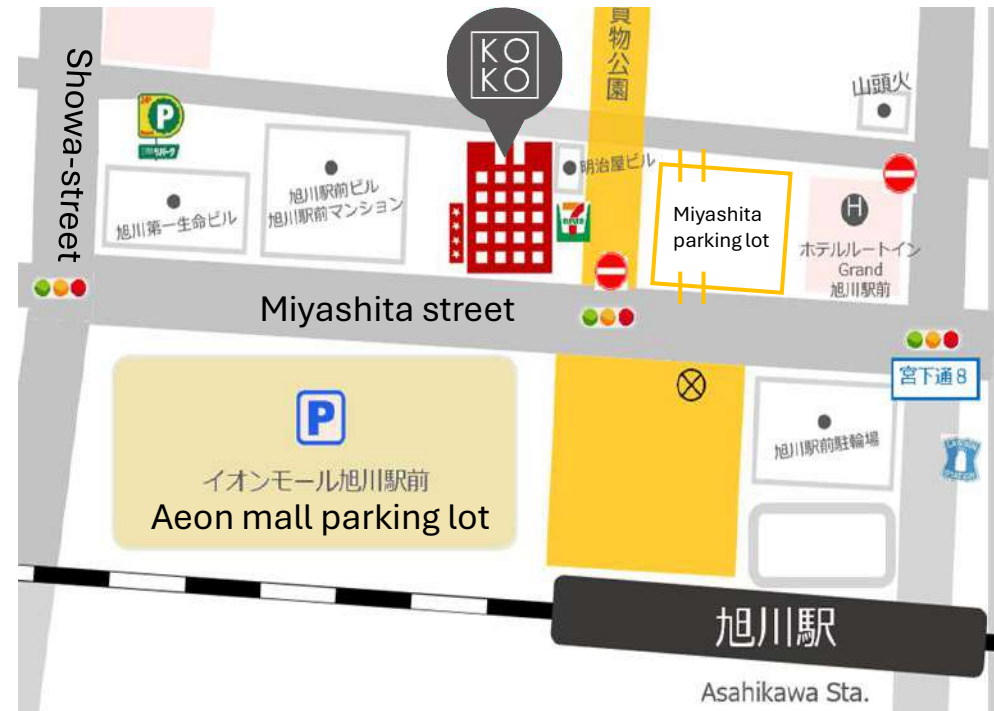 Showa-street
P
KO
KO
買物公園
山頭火
明治屋ビル
旭川駅前ビル
旭川駅前マンション
旭川第一生命ビル
Miyashita
parking lot
H
ホテルルートイン
Grand
旭川駅前
Miyashita street
宮下通8
P
イオンモール旭川駅前
Aeon mall parking lot
旭川駅前駐輪場
旭川駅
Asahikawa Sta.